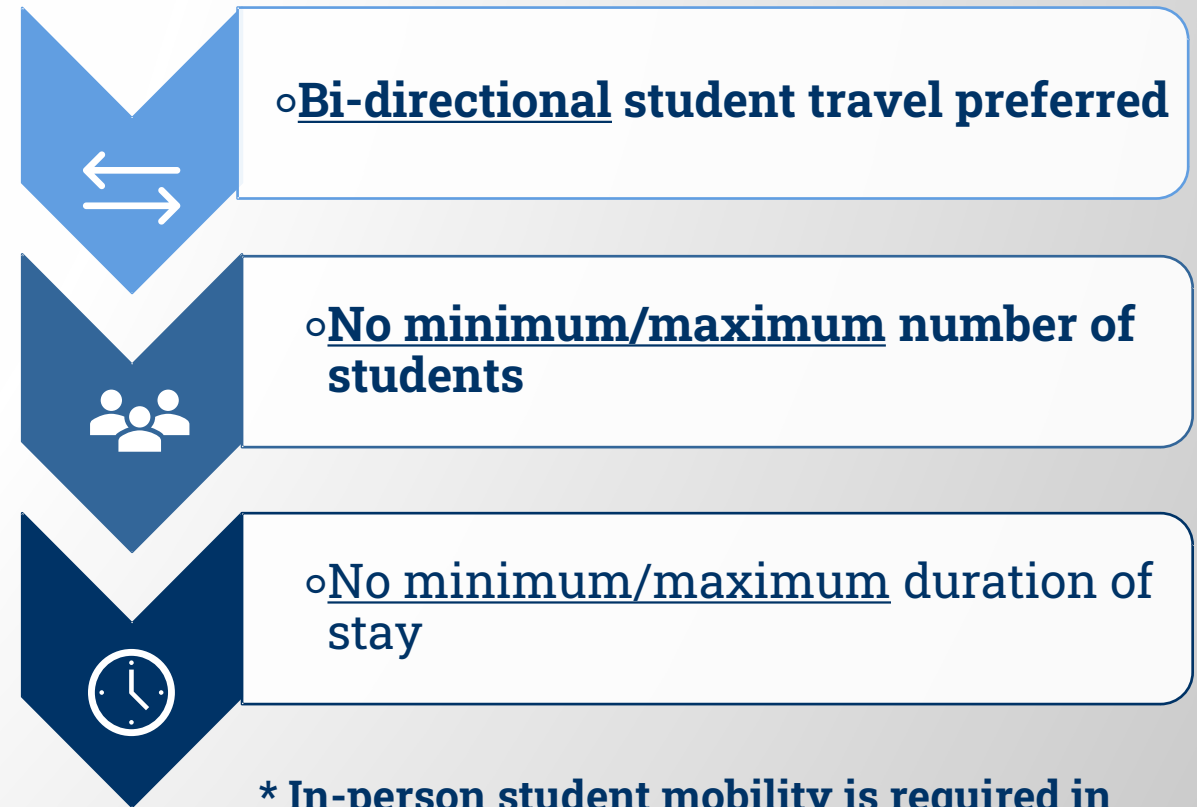 ◦Bi-directional student travel preferred
◦No minimum/maximum number of
students
◦No minimum/maximum duration of
stay
* In-person student mobility is required in